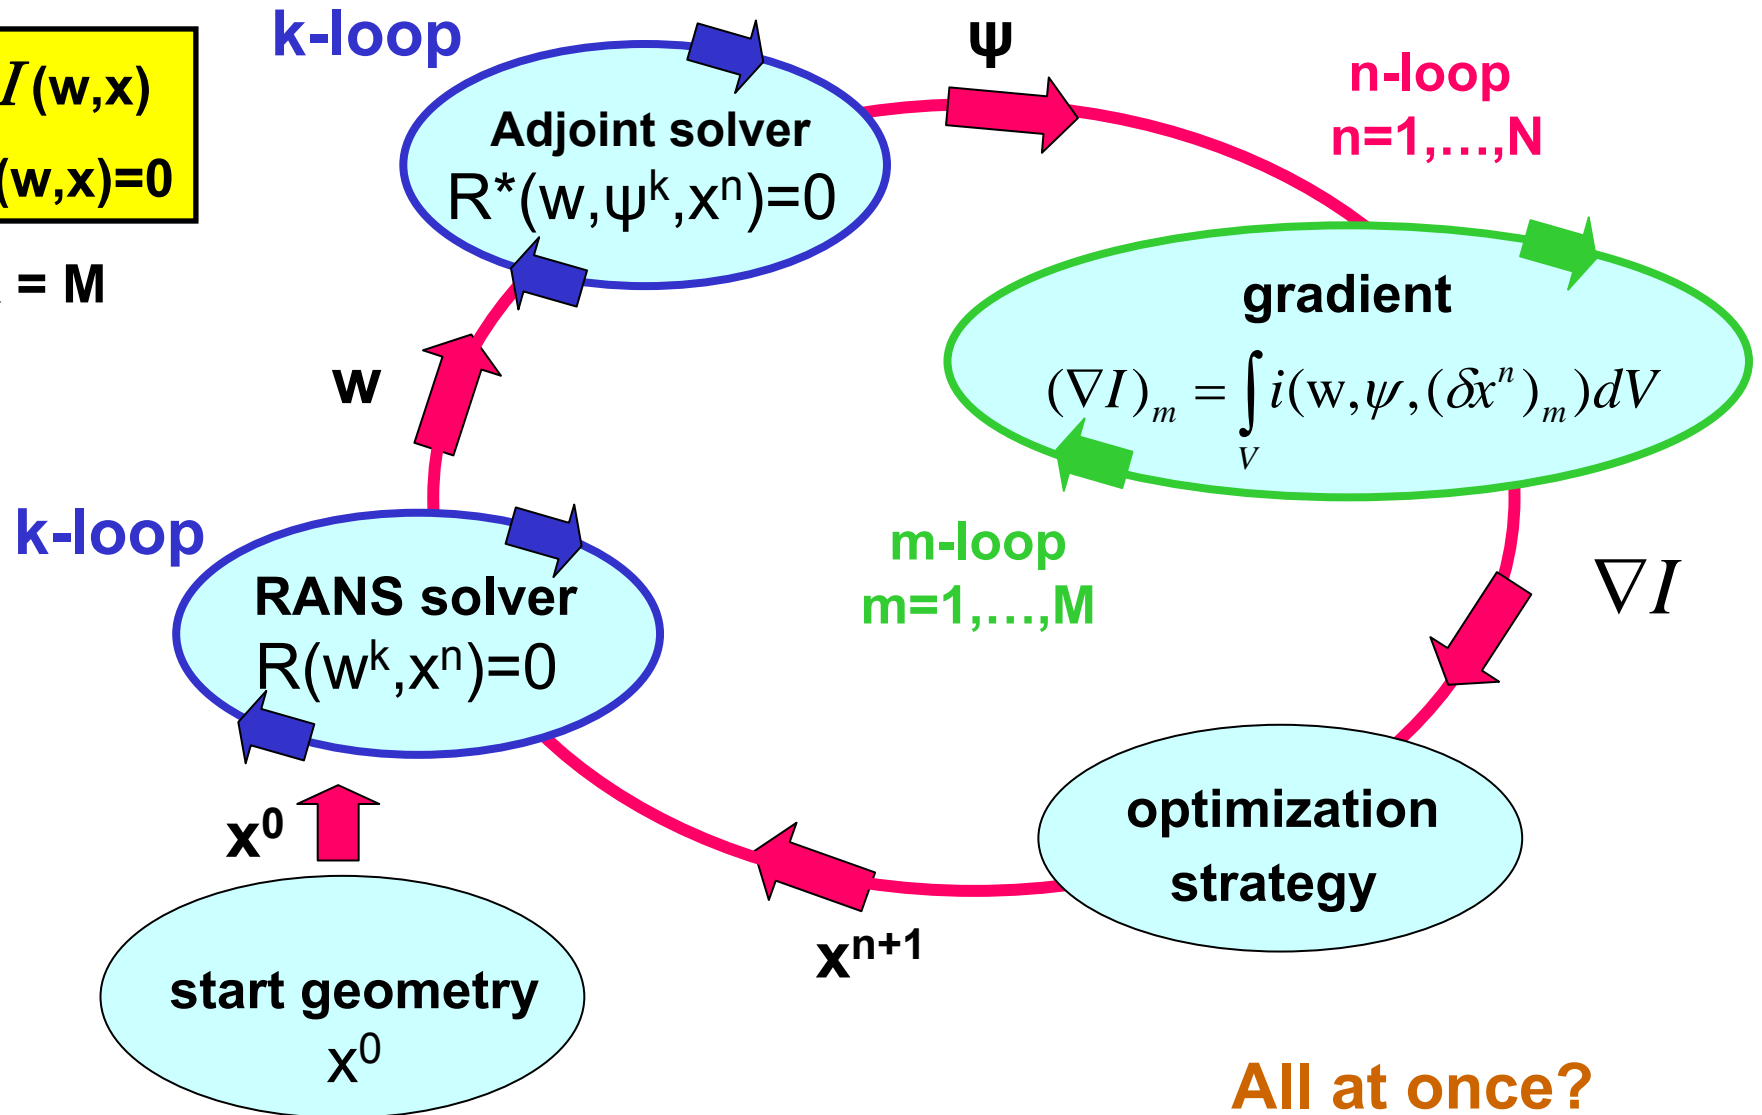 I(w,x)
(w,x)=0
= M
k-loop
Adjoint solver
R*(w,ψᵏ,xⁿ)=0
ψ
n-loop
n=1,…,N
gradient
(∇I)ₘ = ∫_V i(w,ψ,(δxⁿ)ₘ)dV
w
k-loop
RANS solver
R(wᵏ,xⁿ)=0
m-loop
m=1,…,M
∇I
x⁰
optimization
strategy
xⁿ⁺¹
start geometry
x⁰
All at once?